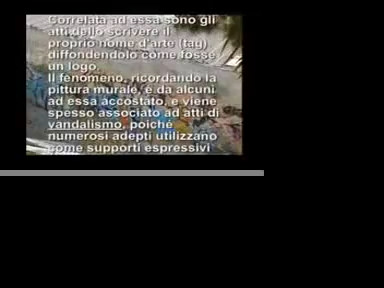 Correlata ad essa sono gli
atti dello scrivere il
proprio nome d'arte (tag)
diffondendolo come fosse
un logo.
Il fenomeno, ricordando la
pittura murale, è da alcuni
ad essa accostato, e viene
spesso associato ad atti di
vandalismo, poiché
numerosi adepti utilizzano
come supporti espressivi